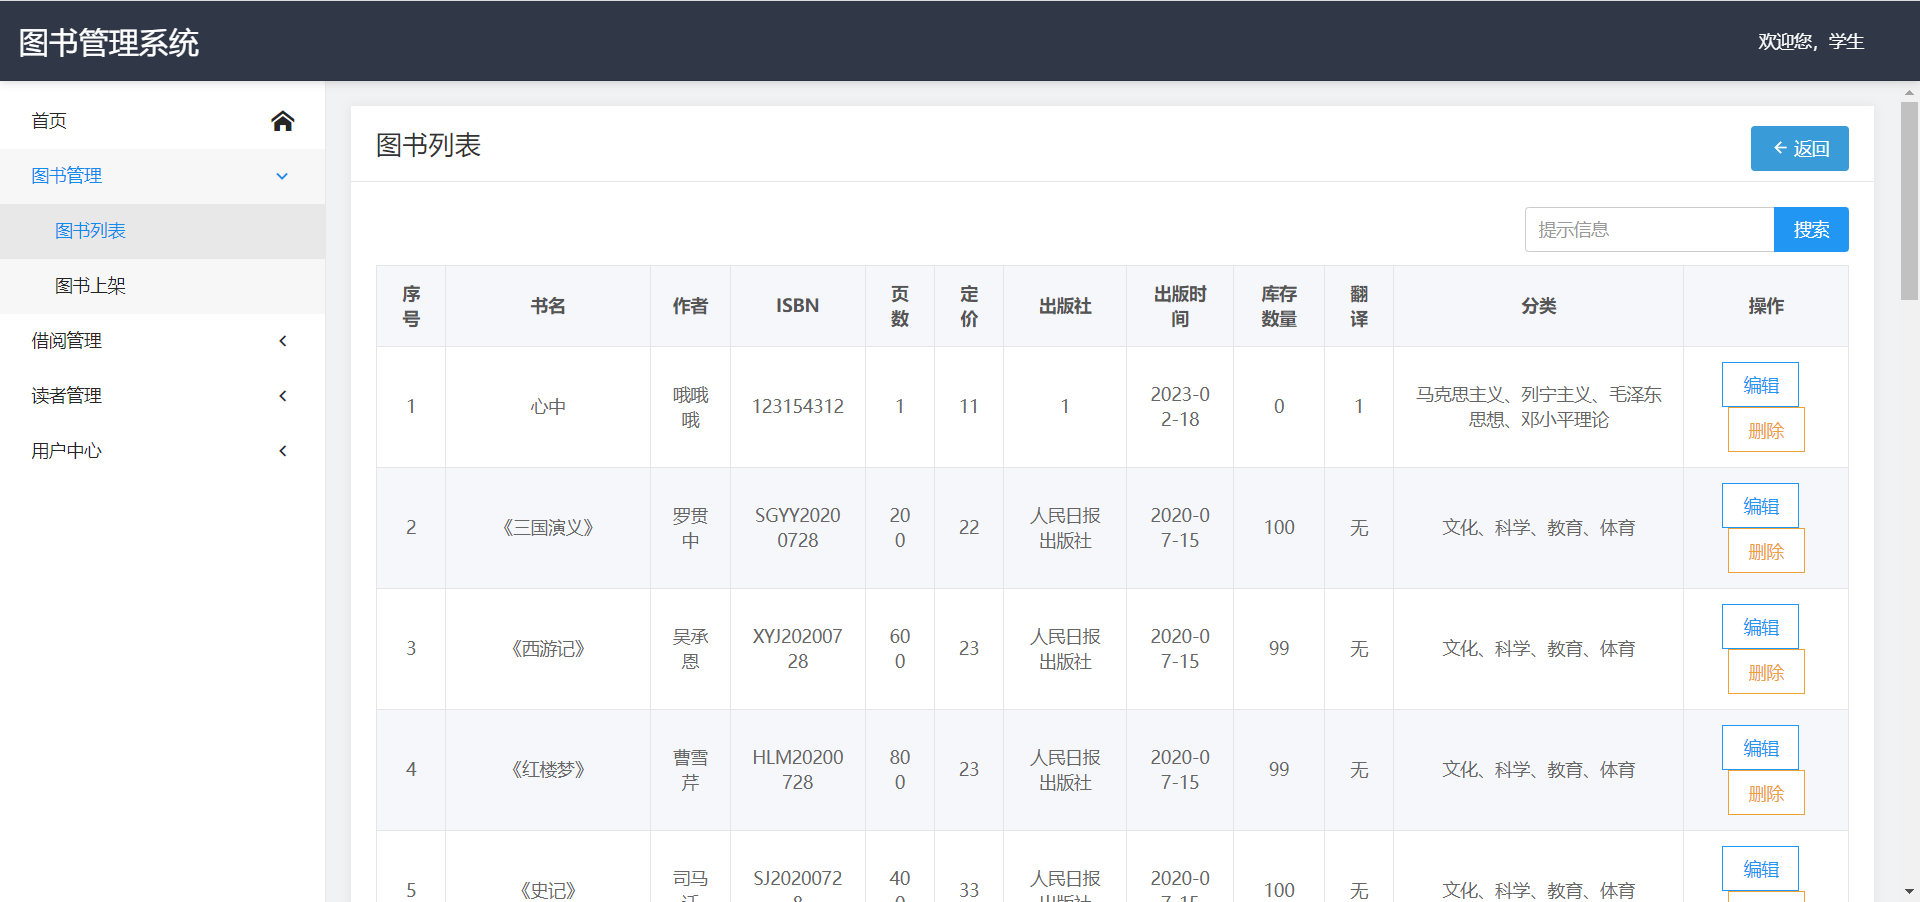 图书管理系统
欢迎您，学生
首页
图书管理
图书列表
图书上架
借阅管理
读者管理
用户中心
图书列表
返回
提示信息
搜索
序号 书名 作者 ISBN 页数 定价 出版社 出版时间 库存数量 翻译 分类 操作
1 心中 哦哦哦 123154312 1 11 1 2023-02-18 0 1 马克思主义、列宁主义、毛泽东思想、邓小平理论 编辑 删除
2 《三国演义》 罗贯中 SGYY20200728 200 22 人民日报出版社 2020-07-15 100 无 文化、科学、教育、体育 编辑 删除
3 《西游记》 吴承恩 XYJ20200728 600 23 人民日报出版社 2020-07-15 99 无 文化、科学、教育、体育 编辑 删除
4 《红楼梦》 曹雪芹 HLM20200728 800 23 人民日报出版社 2020-07-15 99 无 文化、科学、教育、体育 编辑 删除
5 《史记》 司马迁 SJ20200728 400 33 人民日报出版社 2020-07-15 100 无 文化、科学、教育、体育 编辑